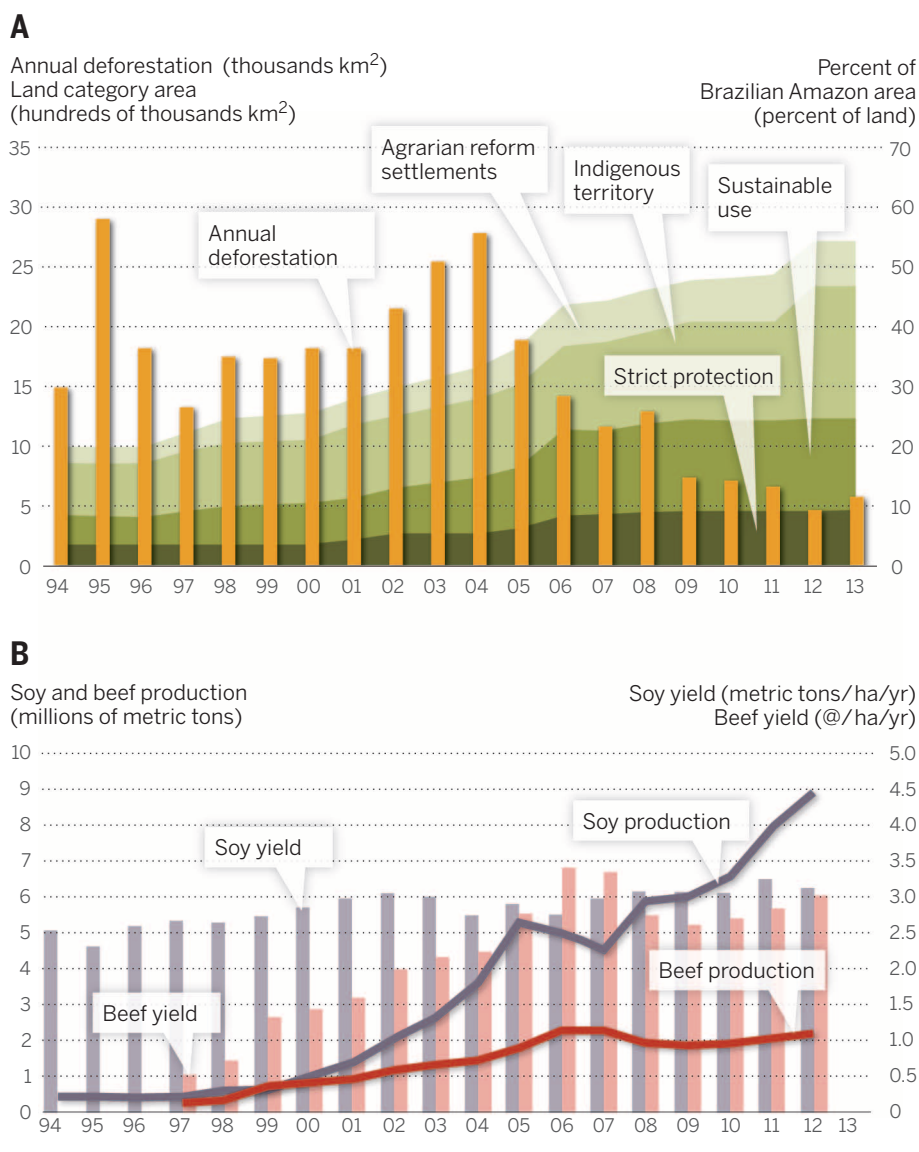 A
Annual deforestation (thousands km2)
Land category area
(hundreds of thousands km2)
Percent of
Brazilian Amazon area
(percent of land)
35
30
25
20
15
10
5
0
70
60
50
40
30
20
10
0
Annual
deforestation
Agrarian reform
settlements
Indigenous
territory
Sustainable
use
Strict protection
94 95 96 97 98 99 00 01 02 03 04 05 06 07 08 09 10 11 12 13
B
Soy and beef production
(millions of metric tons)
Soy yield (metric tons/ha/yr)
Beef yield (@/ha/yr)
10
9
8
7
6
5
4
3
2
1
0
5.0
4.5
4.0
3.5
3.0
2.5
2.0
1.5
1.0
0.5
0
Soy yield
Soy production
Beef yield
Beef production
94 95 96 97 98 99 00 01 02 03 04 05 06 07 08 09 10 11 12 13